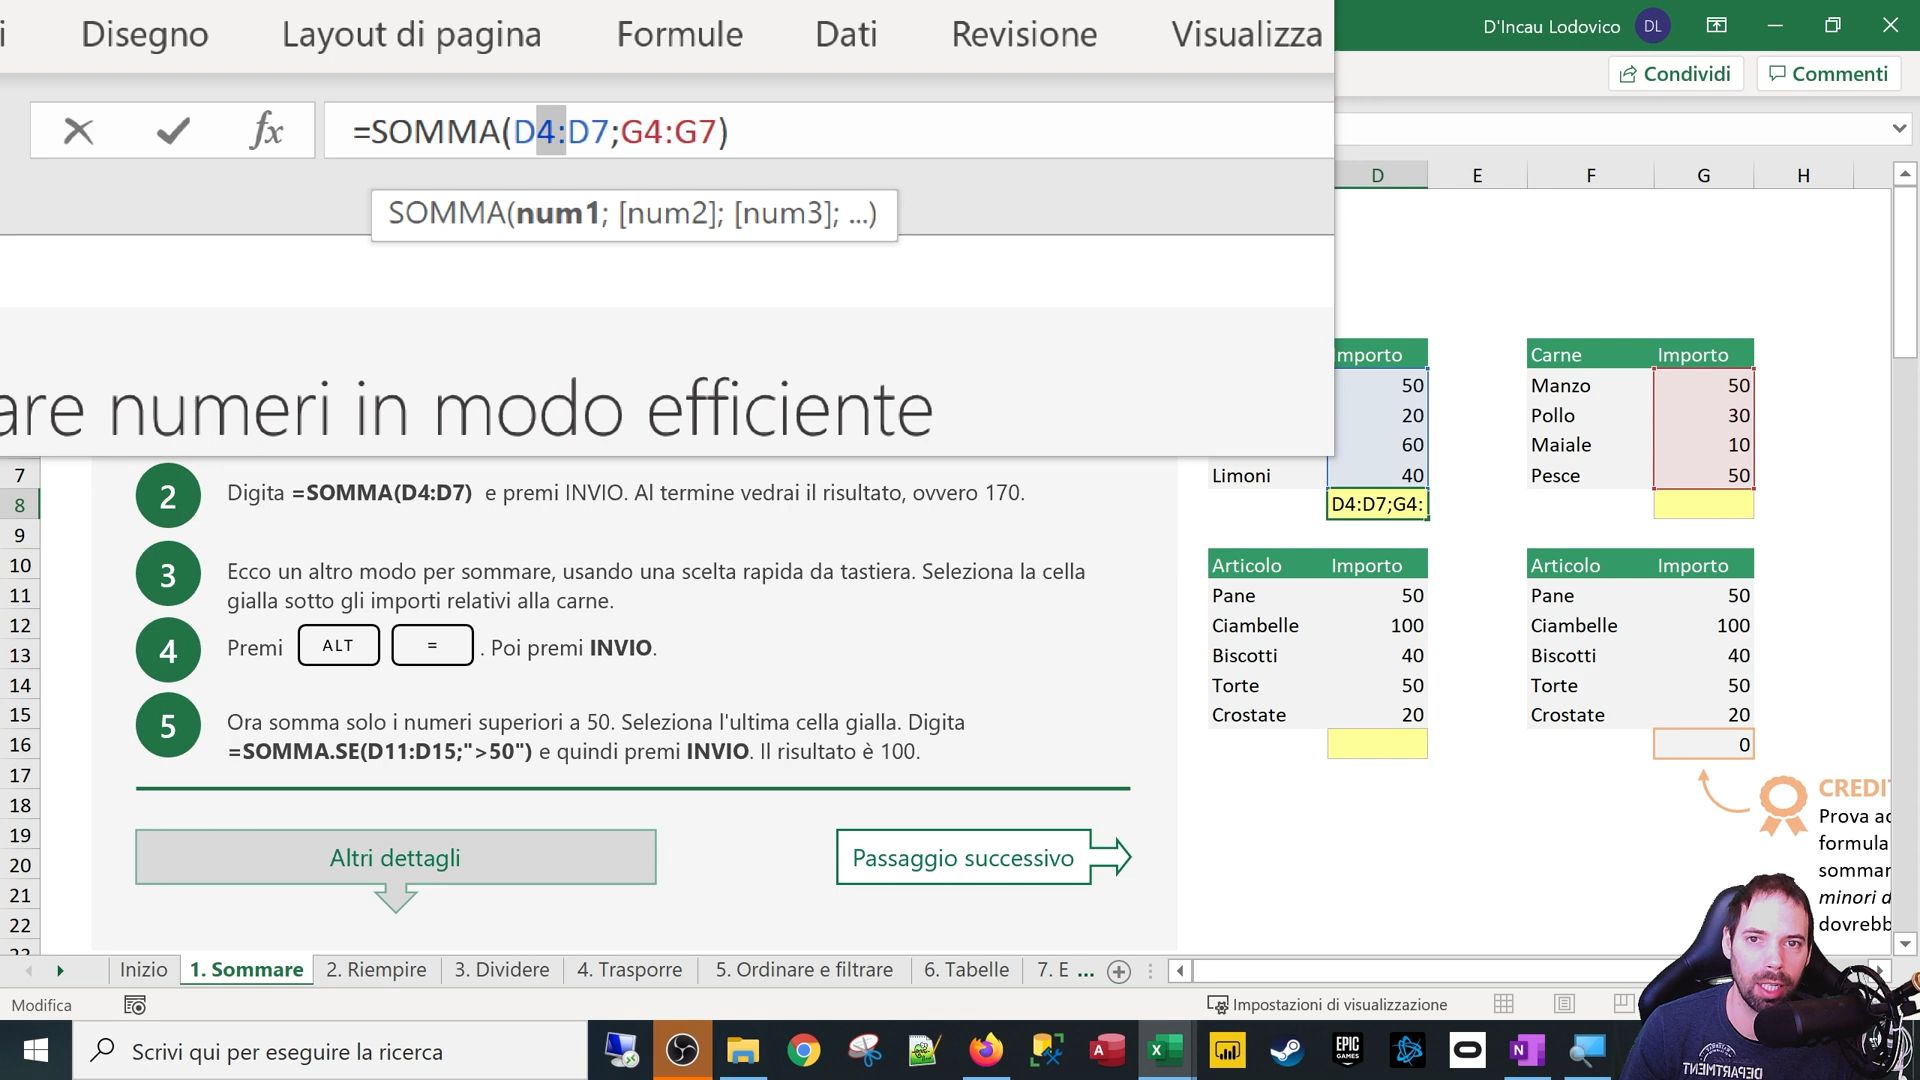 i Disegno Layout di pagina Formule Dati Revisione Visualizza
D'Incau Lodovico DL
Condividi Commenti
fx =SOMMA(D4:D7;G4:G7)
SOMMA(num1; [num2]; [num3]; ...)
D E F G H
are numeri in modo efficiente
mporto
50
20
60
Limoni 40
D4:D7;G4:
Carne Importo
Manzo 50
Pollo 30
Maiale 10
Pesce 50
7
8
9
10
11
12
13
14
15
16
17
18
19
20
21
22
23
2 Digita =SOMMA(D4:D7) e premi INVIO. Al termine vedrai il risultato, ovvero 170.
3 Ecco un altro modo per sommare, usando una scelta rapida da tastiera. Seleziona la cella
gialla sotto gli importi relativi alla carne.
4 Premi ALT = . Poi premi INVIO.
5 Ora somma solo i numeri superiori a 50. Seleziona l'ultima cella gialla. Digita
=SOMMA.SE(D11:D15;">50") e quindi premi INVIO. Il risultato è 100.
Altri dettagli
Passaggio successivo
Articolo Importo
Pane 50
Ciambelle 100
Biscotti 40
Torte 50
Crostate 20
Articolo Importo
Pane 50
Ciambelle 100
Biscotti 40
Torte 50
Crostate 20
0
CREDIT
Prova ad
formula
sommar
minori d
dovrebb
Inizio 1. Sommare 2. Riempire 3. Dividere 4. Trasporre 5. Ordinare e filtrare 6. Tabelle 7. E ...
Modifica
Impostazioni di visualizzazione
Scrivi qui per eseguire la ricerca
A X EPIC GAMES N
DEPARTMENT